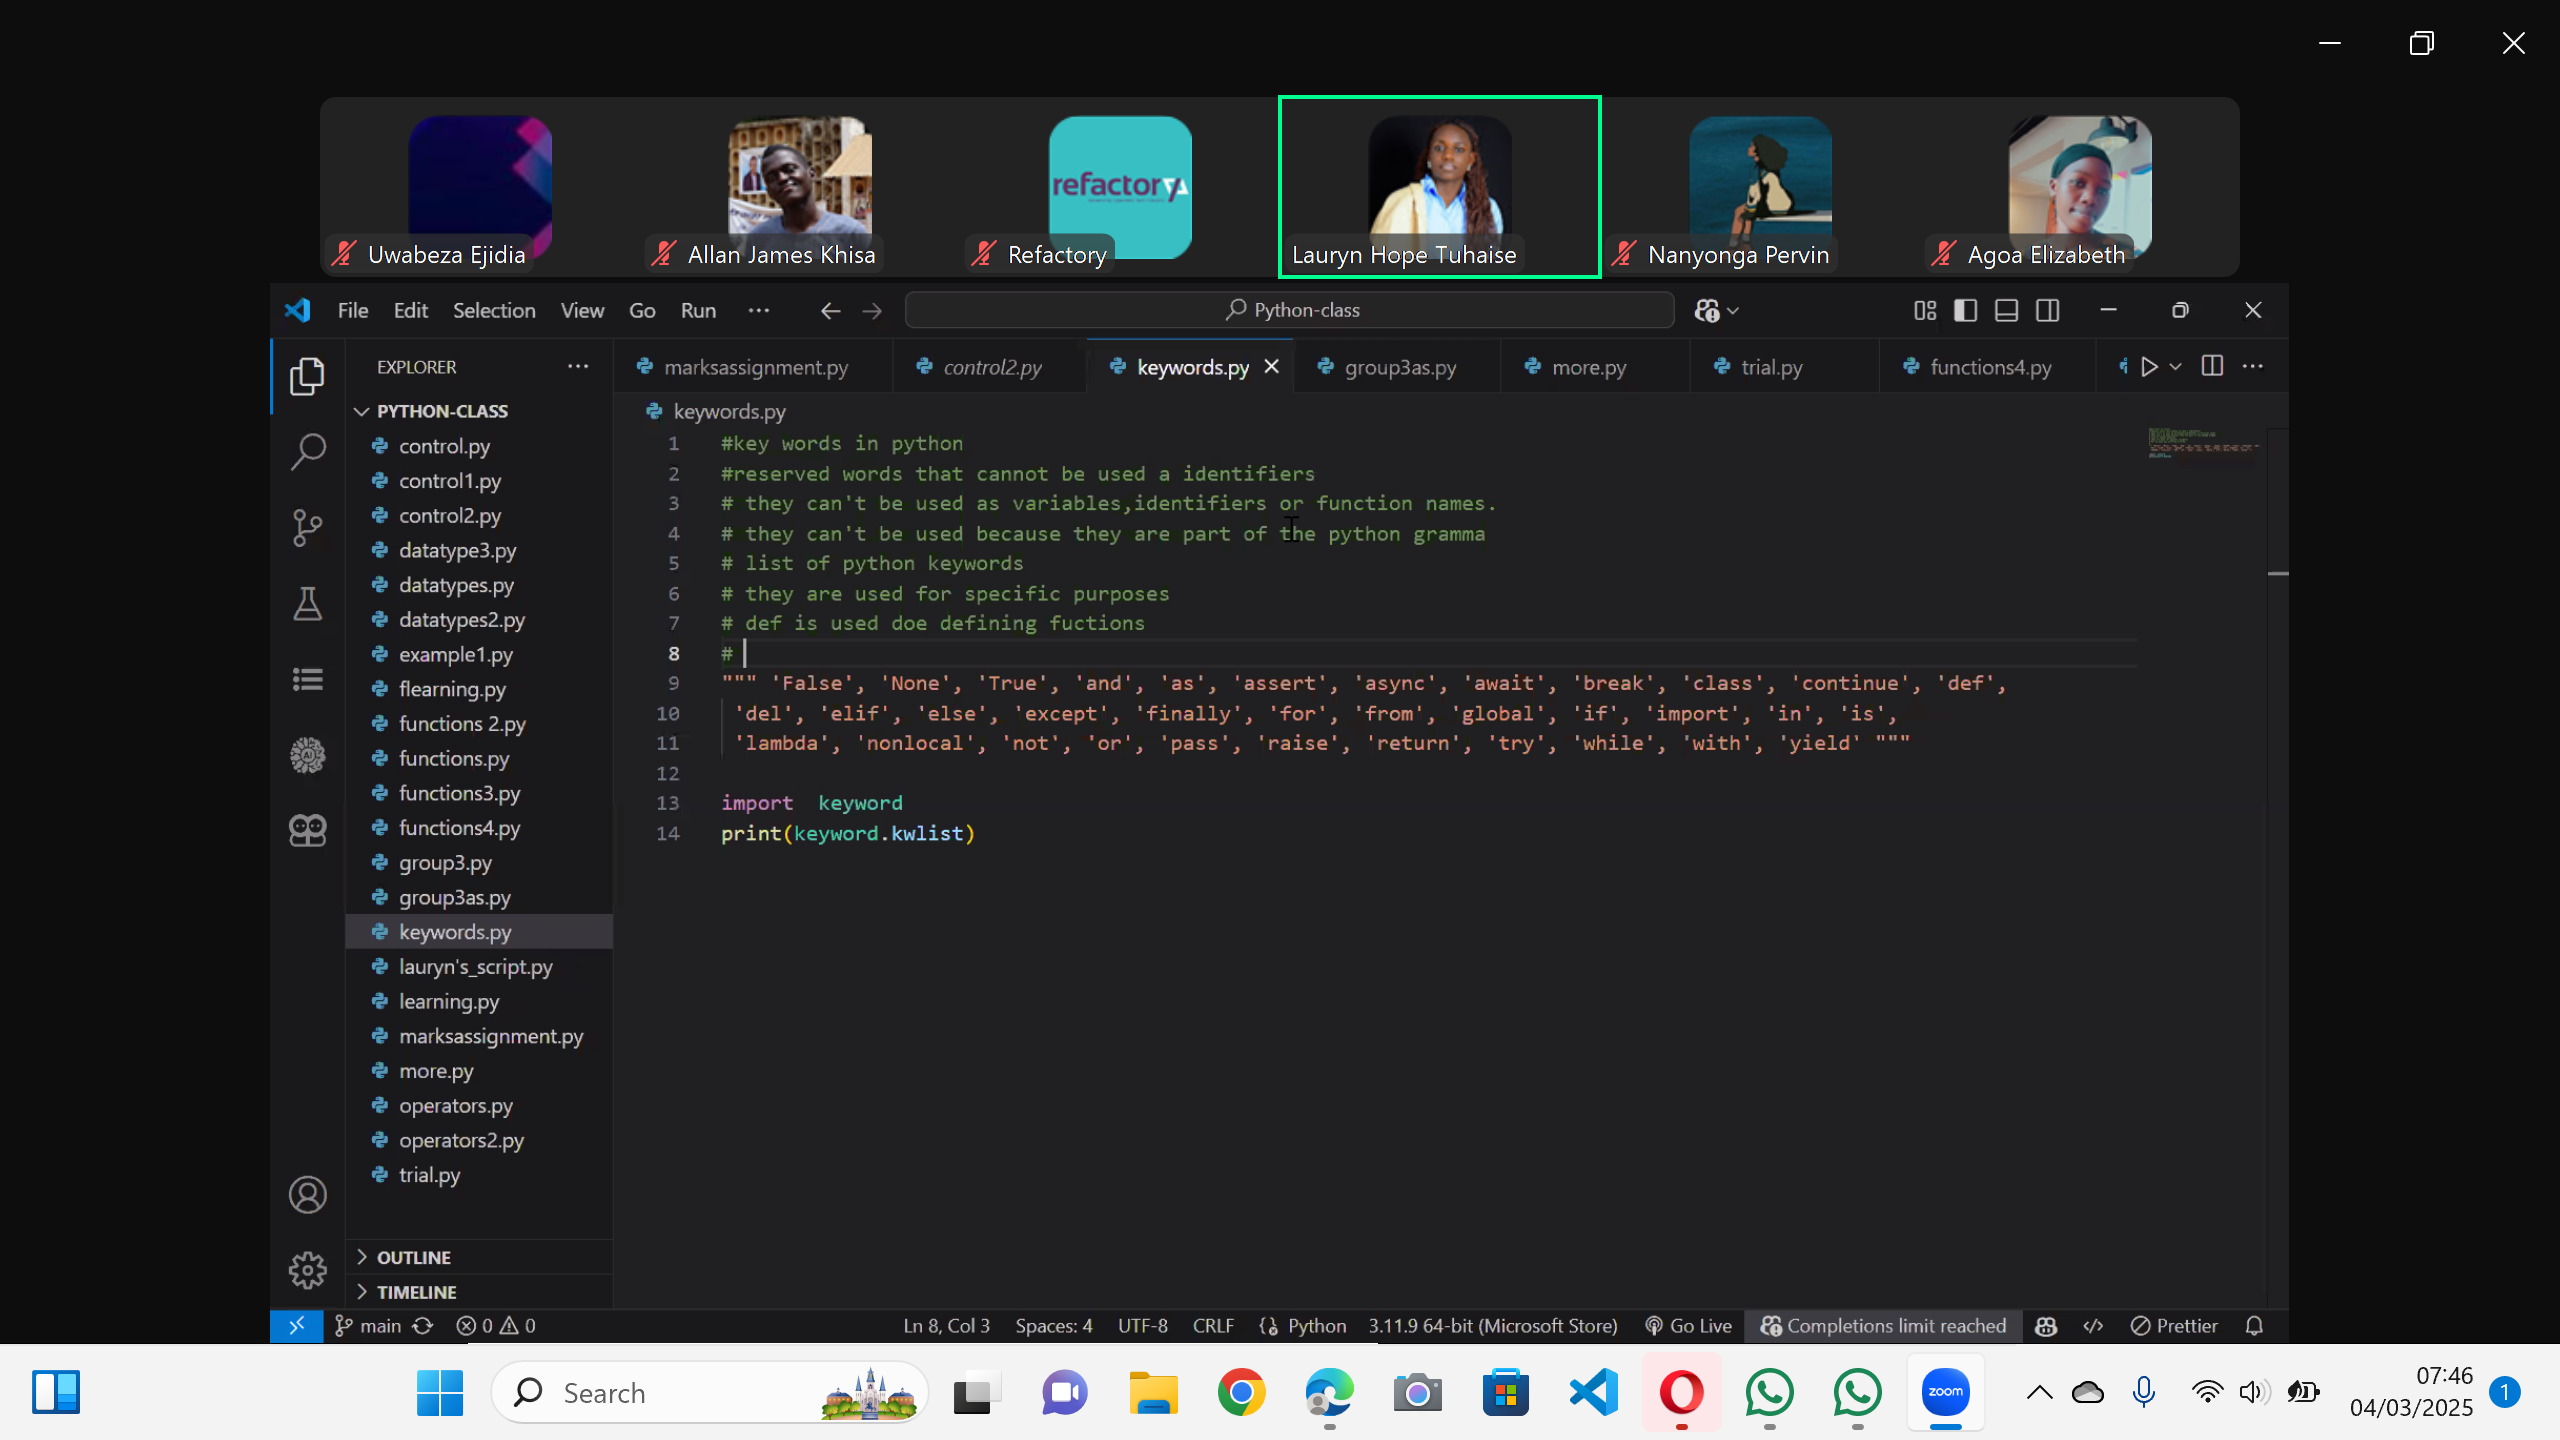 refactory
Uwabeza Ejidia
Allan James Khisa
Refactory
Lauryn Hope Tuhaise
Nanyonga Pervin
Agoa Elizabeth
File Edit Selection View Go Run ··· Python-class
EXPLORER ···
marksassignment.py control2.py keywords.py group3as.py more.py trial.py functions4.py ···
PYTHON-CLASS
control.py
control1.py
control2.py
datatype3.py
datatypes.py
datatypes2.py
example1.py
flearning.py
functions 2.py
functions.py
functions3.py
functions4.py
group3.py
group3as.py
keywords.py
lauryn's_script.py
learning.py
marksassignment.py
more.py
operators.py
operators2.py
trial.py
OUTLINE
TIMELINE
keywords.py
1 #key words in python
2 #reserved words that cannot be used a identifiers
3 # they can't be used as variables,identifiers or function names.
4 # they can't be used because they are part of the python gramma
5 # list of python keywords
6 # they are used for specific purposes
7 # def is used doe defining fuctions
8 #
9 """ 'False', 'None', 'True', 'and', 'as', 'assert', 'async', 'await', 'break', 'class', 'continue', 'def',
10 'del', 'elif', 'else', 'except', 'finally', 'for', 'from', 'global', 'if', 'import', 'in', 'is',
11 'lambda', 'nonlocal', 'not', 'or', 'pass', 'raise', 'return', 'try', 'while', 'with', 'yield' """
12
13 import  keyword
14 print(keyword.kwlist)
main 0 0 Ln 8, Col 3 Spaces: 4 UTF-8 CRLF {} Python 3.11.9 64-bit (Microsoft Store) Go Live Completions limit reached </> Prettier
Search
zoom
07:46
04/03/2025
1